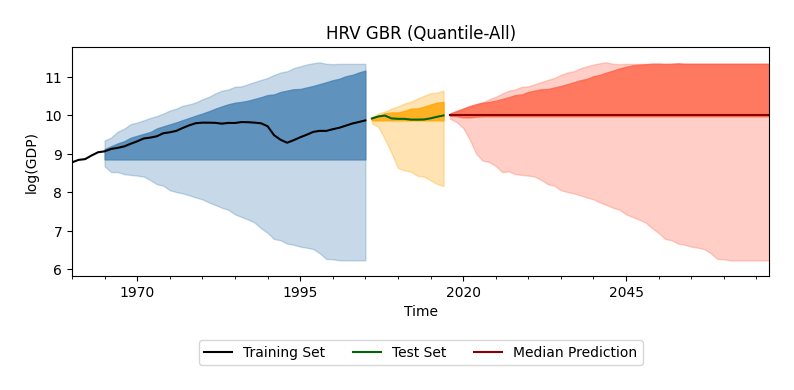 HRV GBR (Quantile-All)
log(GDP)
11
10
9
8
7
6
1970
1995
2020
2045
Time
Training Set
Test Set
Median Prediction